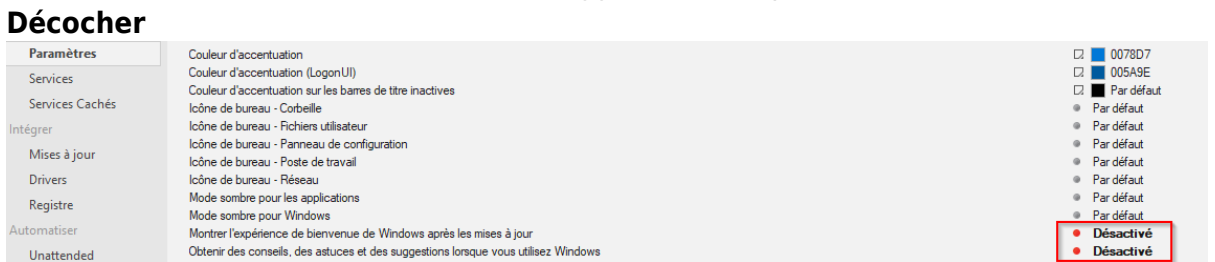 Décocher
Paramètres
Services
Services Cachés
Intégrer
Mises à jour
Drivers
Registre
Automatiser
Unattended
Couleur d'accentuation 0078D7
Couleur d'accentuation (LogonUI) 005A9E
Couleur d'accentuation sur les barres de titre inactives Par défaut
Icône de bureau - Corbeille Par défaut
Icône de bureau - Fichiers utilisateur Par défaut
Icône de bureau - Panneau de configuration Par défaut
Icône de bureau - Poste de travail Par défaut
Icône de bureau - Réseau Par défaut
Mode sombre pour les applications Par défaut
Mode sombre pour Windows Par défaut
Montrer l'expérience de bienvenue de Windows après les mises à jour Désactivé
Obtenir des conseils, des astuces et des suggestions lorsque vous utilisez Windows Désactivé